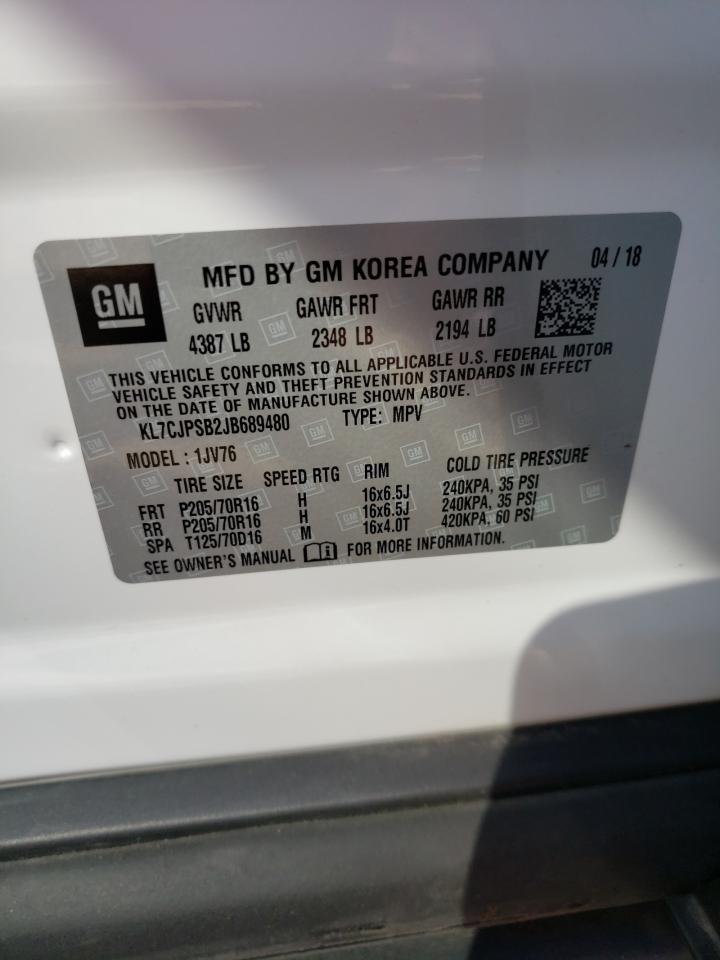 GM
MFD BY GM KOREA COMPANY 04 / 18
GVWR GAWR FRT GAWR RR
4387 LB 2348 LB 2194 LB
THIS VEHICLE CONFORMS TO ALL APPLICABLE U.S. FEDERAL MOTOR
VEHICLE SAFETY AND THEFT PREVENTION STANDARDS IN EFFECT
ON THE DATE OF MANUFACTURE SHOWN ABOVE.
KL7CJPSB2JB689480 TYPE: MPV
MODEL : 1JV76
TIRE SIZE SPEED RTG RIM COLD TIRE PRESSURE
FRT P205/70R16 H 16x6.5J 240KPA, 35 PSI
RR P205/70R16 H 16x6.5J 240KPA, 35 PSI
SPA T125/70D16 M 16x4.0T 420KPA, 60 PSI
SEE OWNER'S MANUAL FOR MORE INFORMATION.